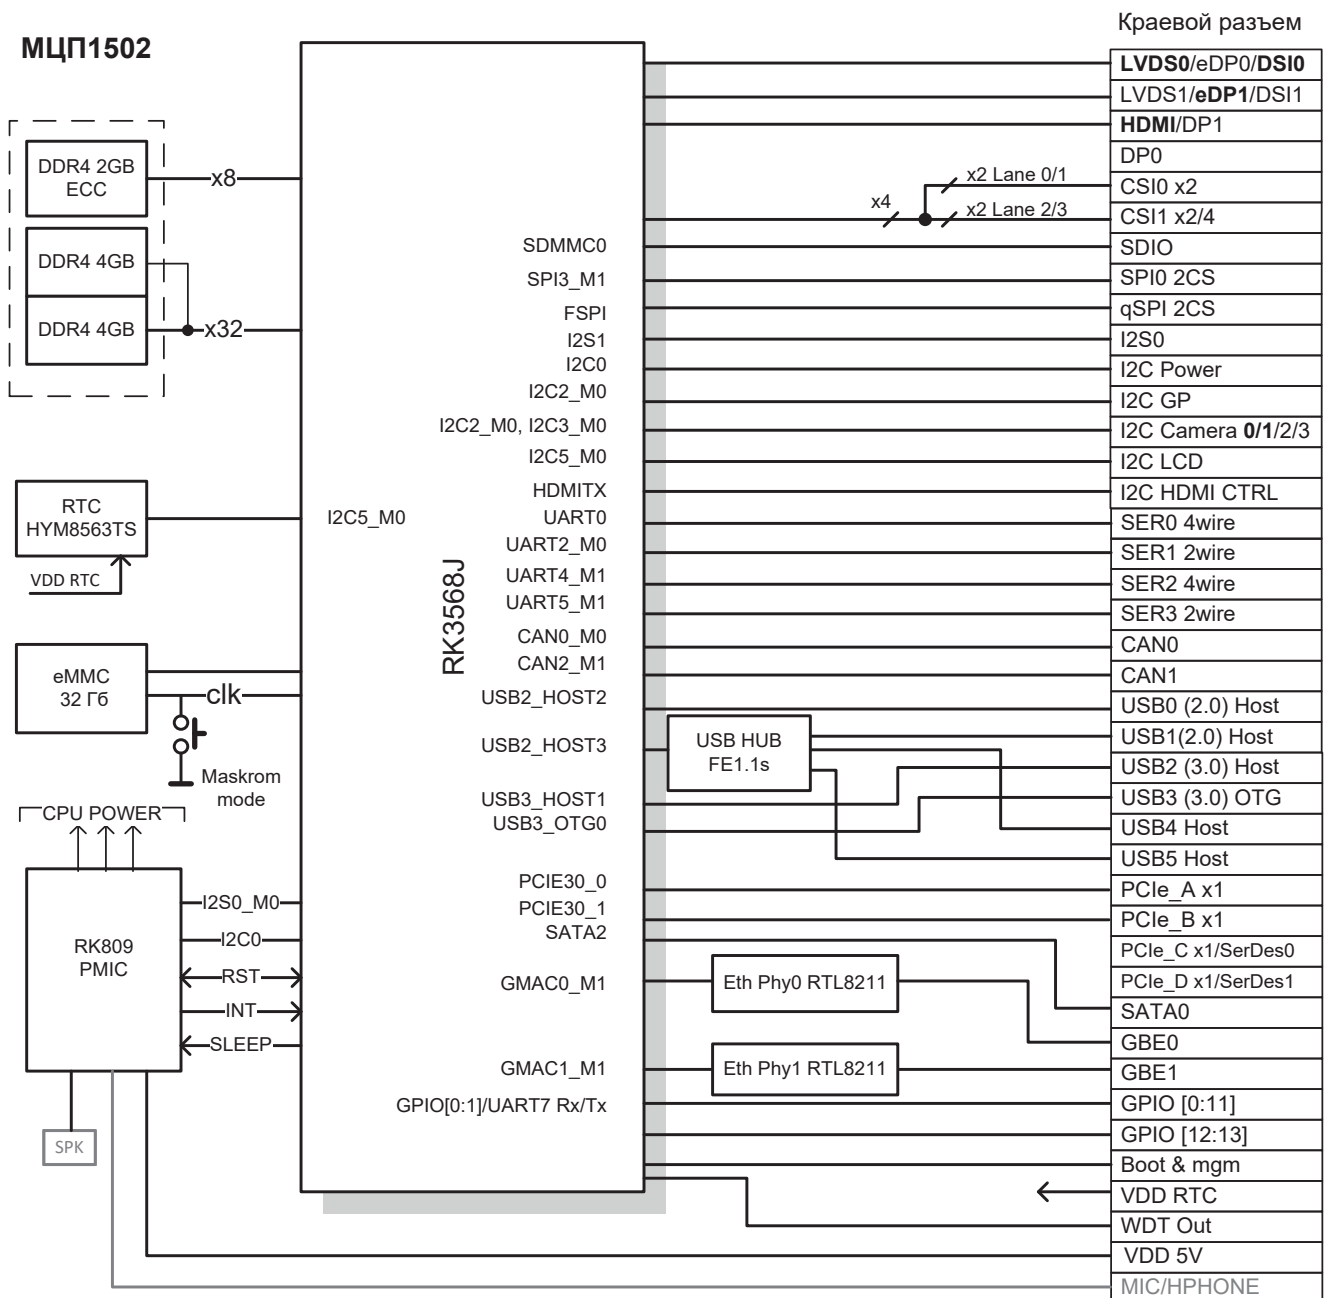 МЦП1502
Краевой разъем
DDR4 2GB
ECC
x8
DDR4 4GB
DDR4 4GB
x32
RTC
HYM8563TS
VDD RTC
eMMC
32 Гб
clk
Maskrom
mode
CPU POWER
RK809
PMIC
I2S0_M0
I2C0
RST
INT
SLEEP
SPK
I2C5_M0
RK3568J
SDMMC0
SPI3_M1
FSPI
I2S1
I2C0
I2C2_M0
I2C2_M0, I2C3_M0
I2C5_M0
HDMITX
UART0
UART2_M0
UART4_M1
UART5_M1
CAN0_M0
CAN2_M1
USB2_HOST2
USB2_HOST3
USB3_HOST1
USB3_OTG0
PCIE30_0
PCIE30_1
SATA2
GMAC0_M1
GMAC1_M1
GPIO[0:1]/UART7 Rx/Tx
x4
x2 Lane 0/1
x2 Lane 2/3
USB HUB
FE1.1s
Eth Phy0 RTL8211
Eth Phy1 RTL8211
LVDS0/eDP0/DSI0
LVDS1/eDP1/DSI1
HDMI/DP1
DP0
CSI0 x2
CSI1 x2/4
SDIO
SPI0 2CS
qSPI 2CS
I2S0
I2C Power
I2C GP
I2C Camera 0/1/2/3
I2C LCD
I2C HDMI CTRL
SER0 4wire
SER1 2wire
SER2 4wire
SER3 2wire
CAN0
CAN1
USB0 (2.0) Host
USB1(2.0) Host
USB2 (3.0) Host
USB3 (3.0) OTG
USB4 Host
USB5 Host
PCIe_A x1
PCIe_B x1
PCIe_C x1/SerDes0
PCIe_D x1/SerDes1
SATA0
GBE0
GBE1
GPIO [0:11]
GPIO [12:13]
Boot & mgm
VDD RTC
WDT Out
VDD 5V
MIC/HPHONE